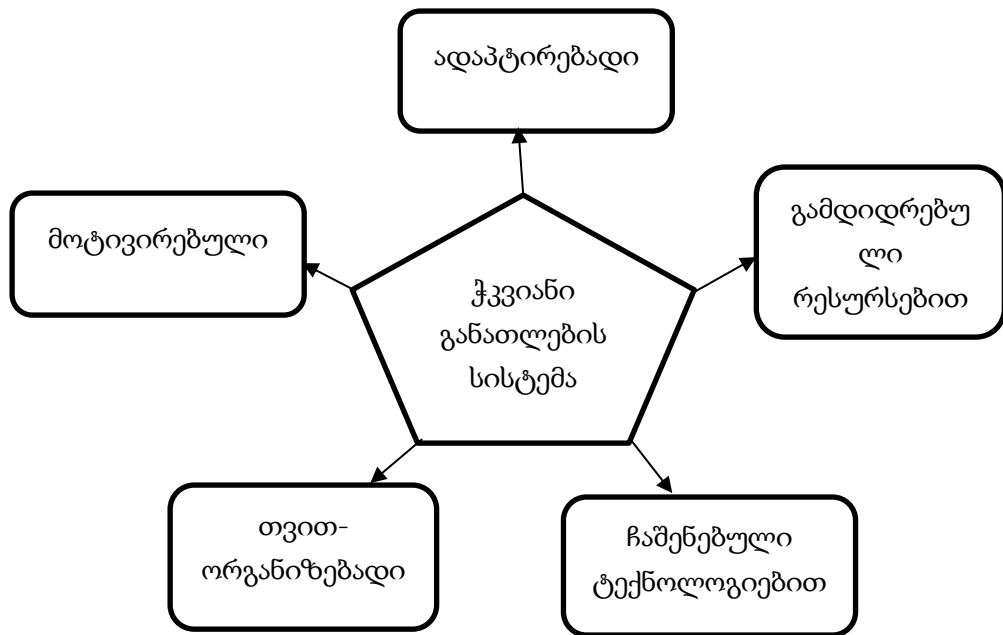 ადაპტირებადი
მოტივირებული
გამდიდრებუ
ლი
რესურსებით
ჭკვიანი
განათლების
სისტემა
თვით-
ორგანიზებადი
ჩაშენებული
ტექნოლოგიებით